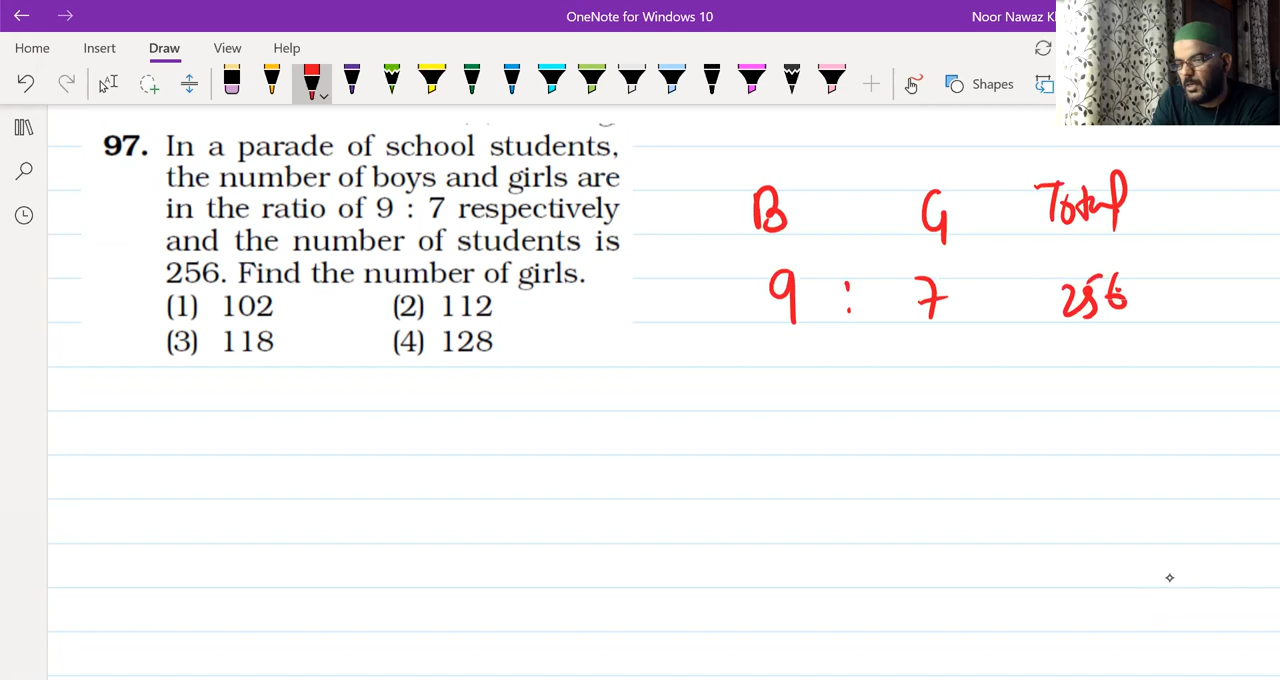 OneNote for Windows 10
Noor Nawaz Kh
Home Insert Draw View Help
Shapes
97. In a parade of school students,
the number of boys and girls are
in the ratio of 9 : 7 respectively
and the number of students is
256. Find the number of girls.
(1) 102 (2) 112
(3) 118 (4) 128
B G Total
9 : 7 256